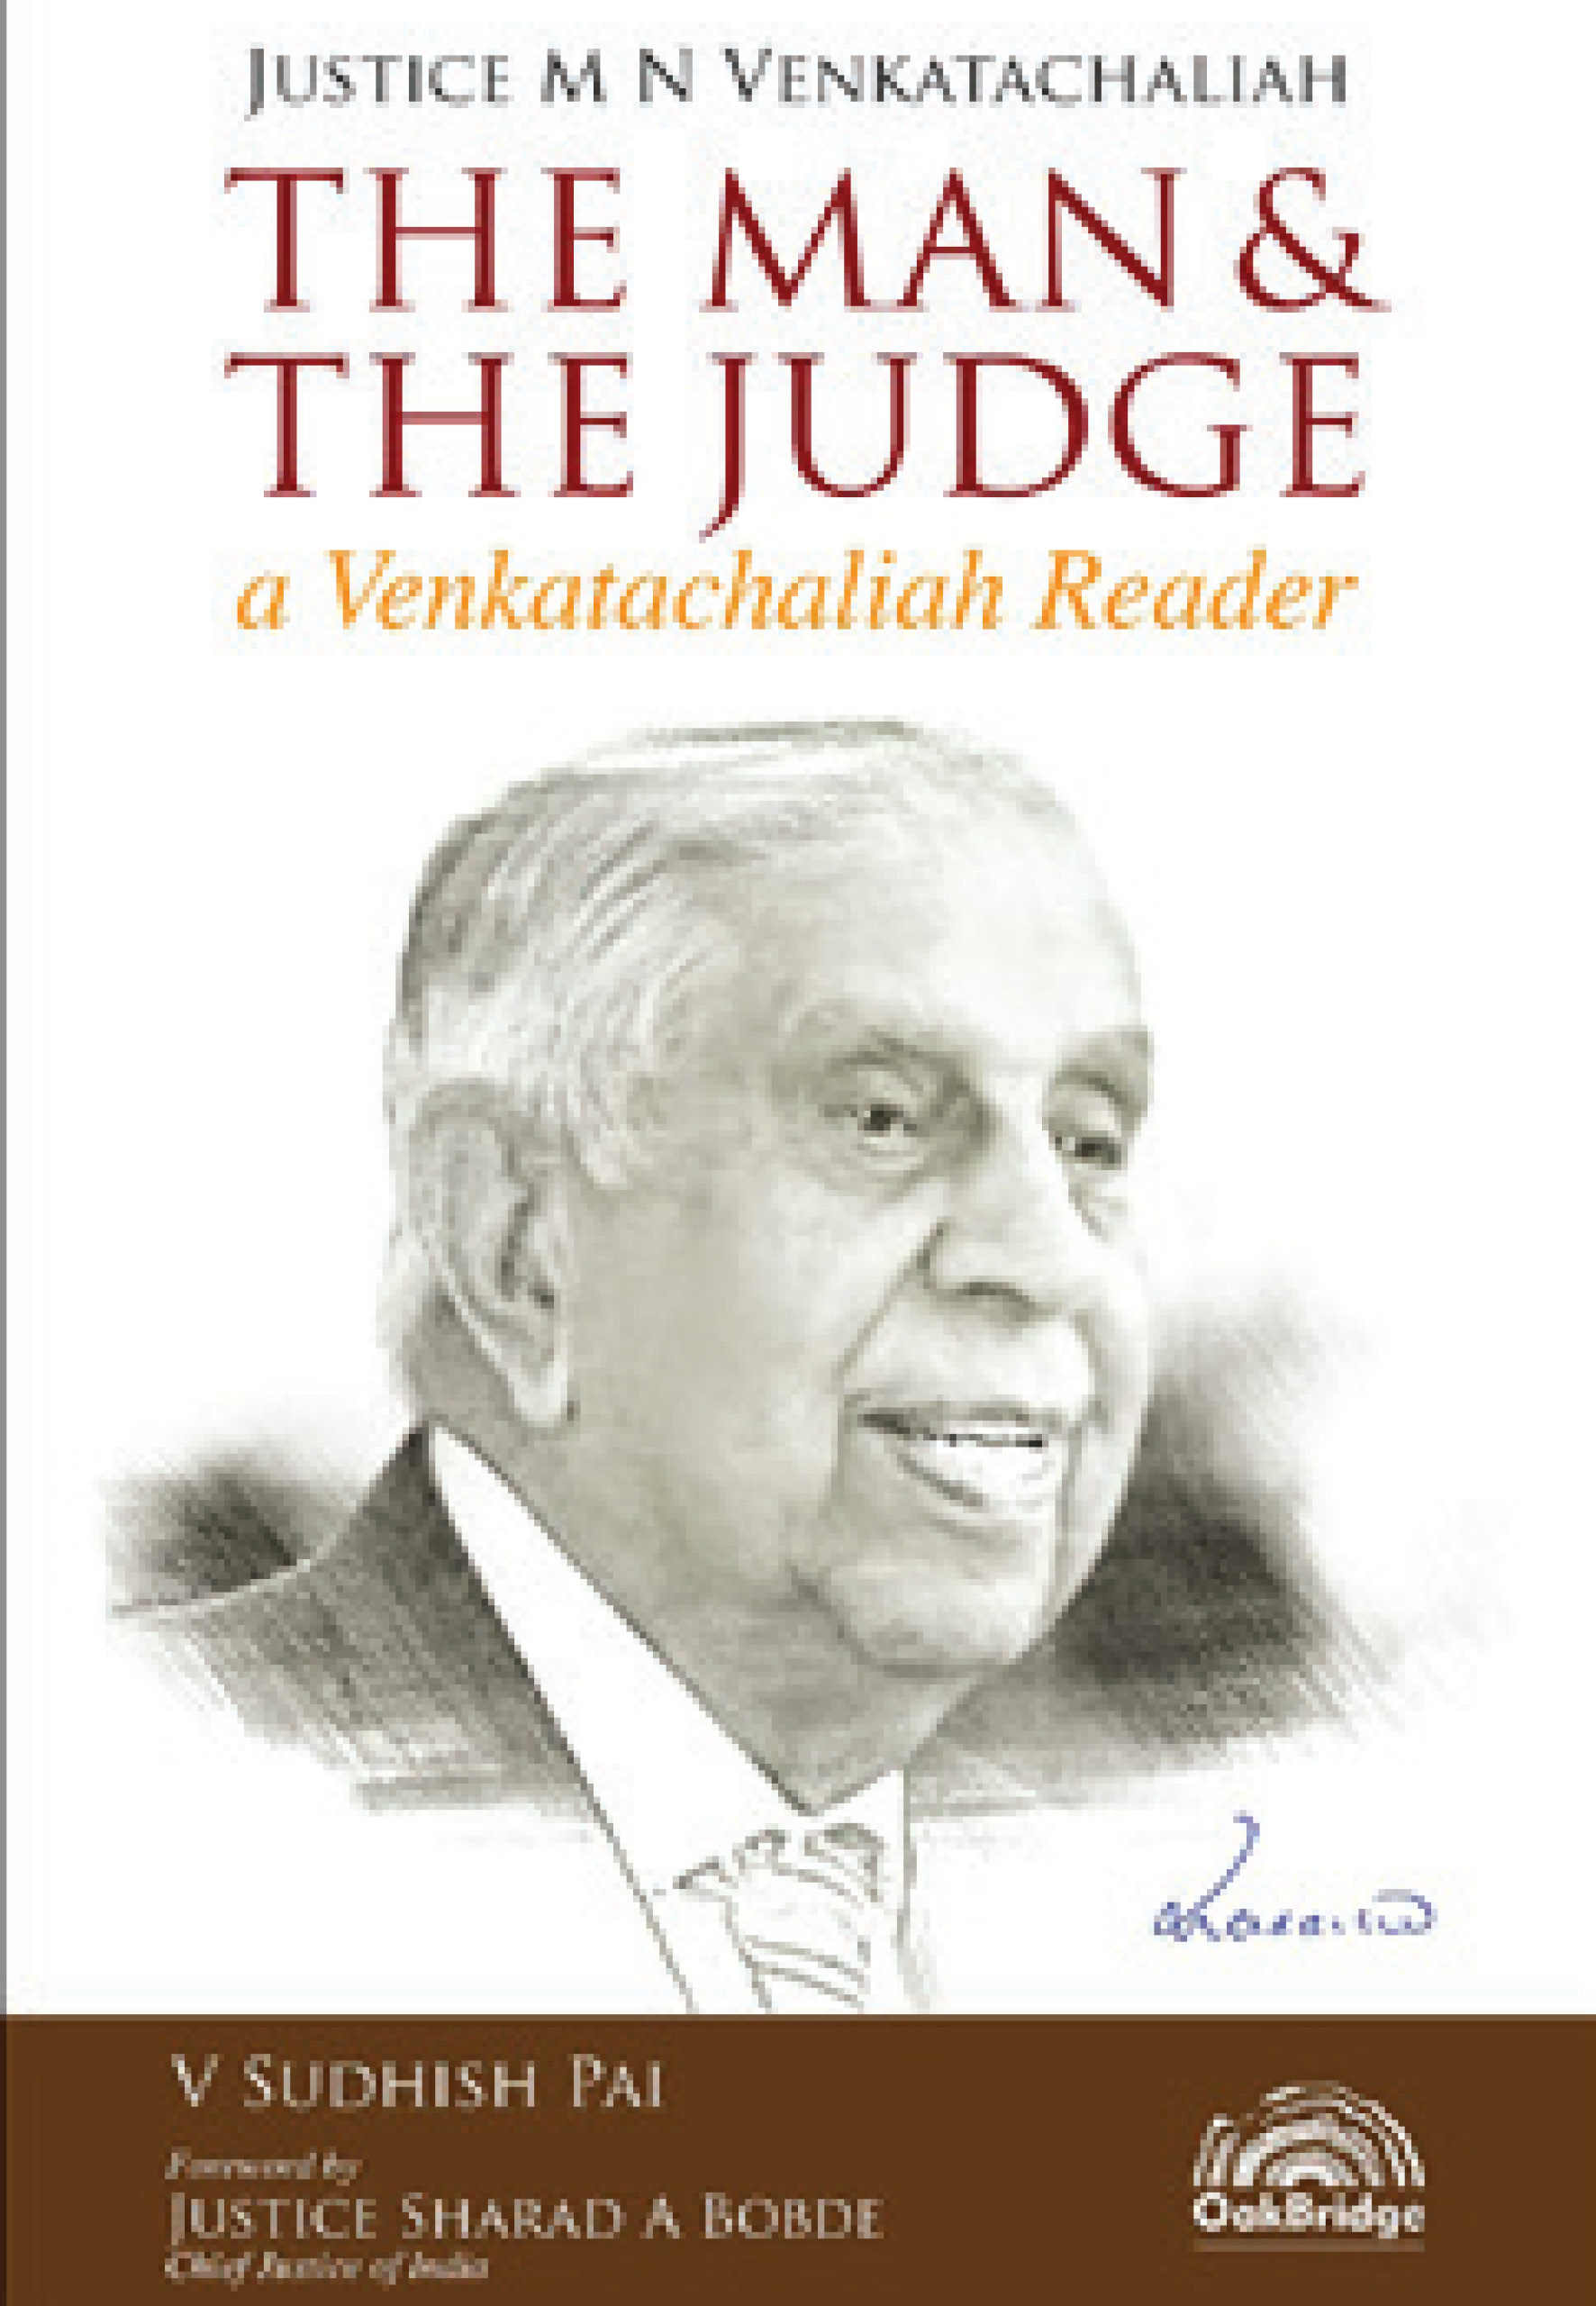 JUSTICE M N VENKATACHALIAH
THE MAN &
THE JUDGE
a Venkatachaliah Reader
V SUDHISH PAI
Foreword by
JUSTICE SHARAD A BOBDE
Chief Justice of India
OakBridge